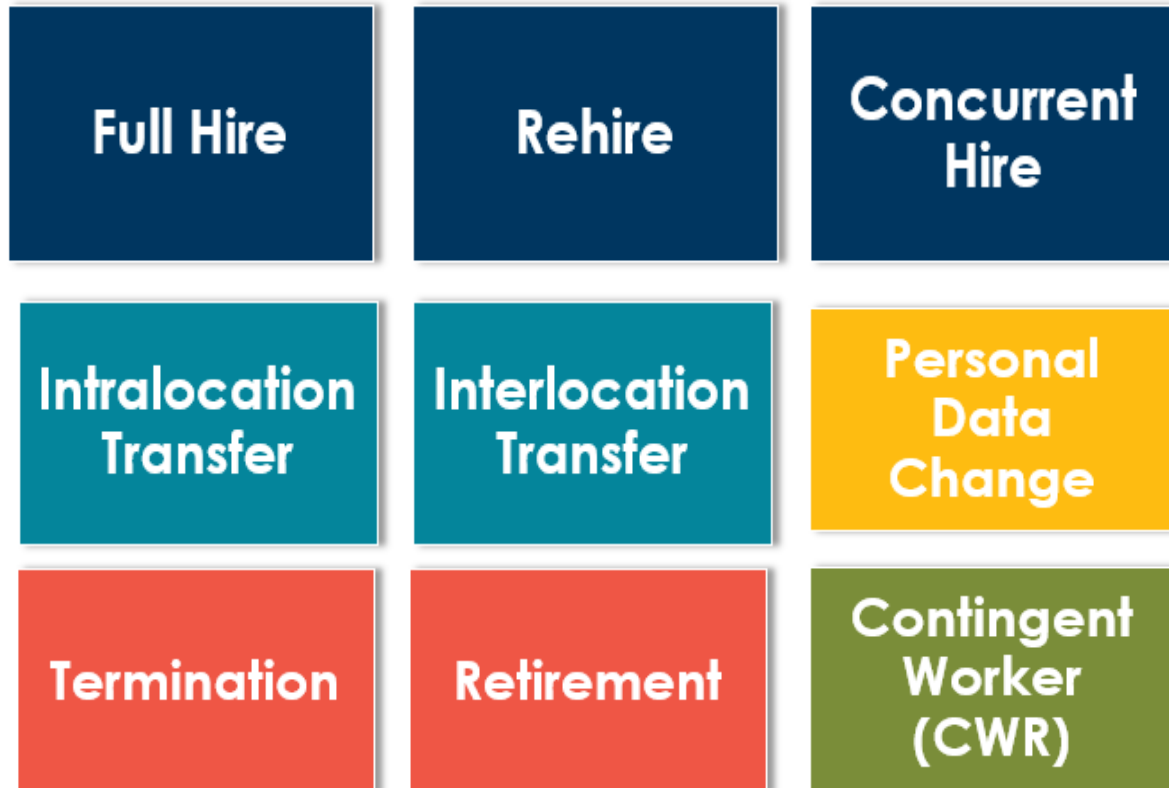 Full Hire
Rehire
Concurrent
Hire
Intralocation
Transfer
Interlocation
Transfer
Personal
Data
Change
Termination
Retirement
Contingent
Worker
(CWR)